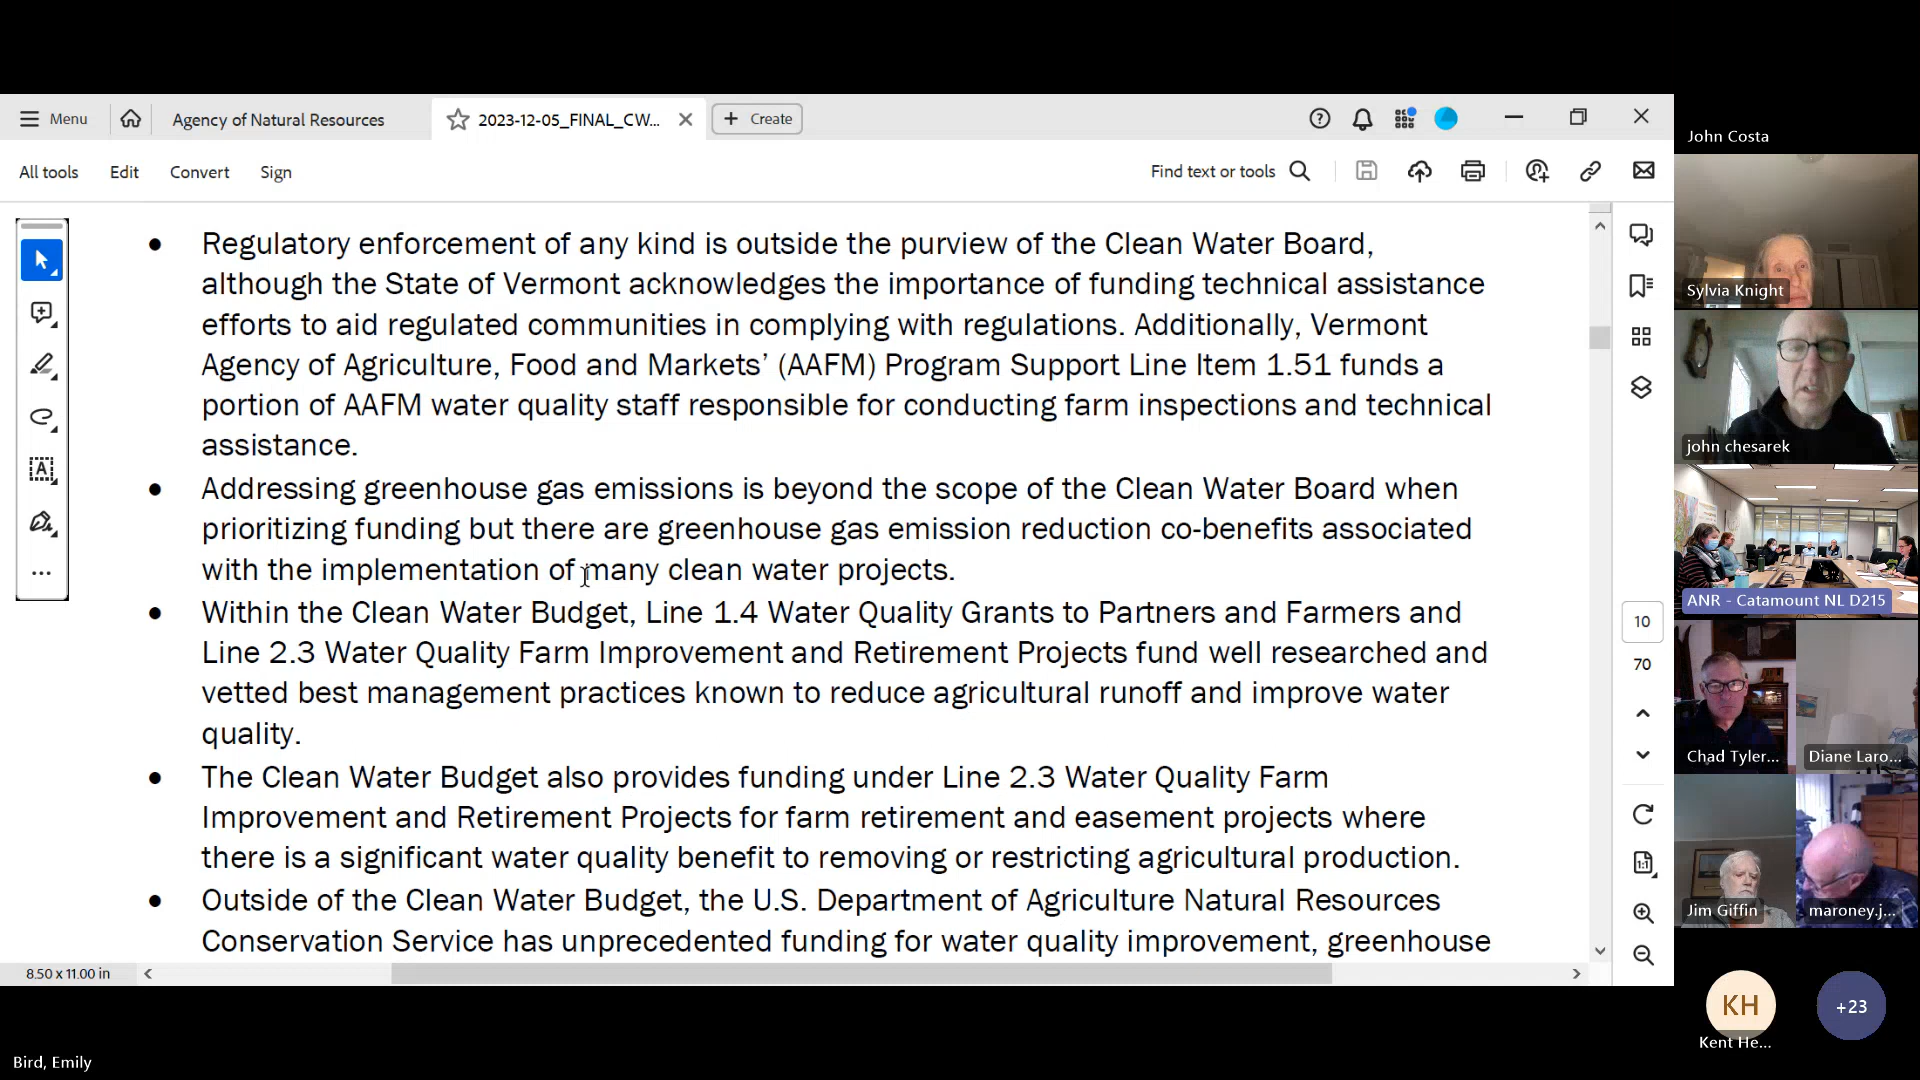 Menu
Agency of Natural Resources
2023-12-05_FINAL_CW...
Create
All tools
Edit
Convert
Sign
Find text or tools
Regulatory enforcement of any kind is outside the purview of the Clean Water Board,
although the State of Vermont acknowledges the importance of funding technical assistance
efforts to aid regulated communities in complying with regulations. Additionally, Vermont
Agency of Agriculture, Food and Markets’ (AAFM) Program Support Line Item 1.51 funds a
portion of AAFM water quality staff responsible for conducting farm inspections and technical
assistance.
Addressing greenhouse gas emissions is beyond the scope of the Clean Water Board when
prioritizing funding but there are greenhouse gas emission reduction co-benefits associated
with the implementation of many clean water projects.
Within the Clean Water Budget, Line 1.4 Water Quality Grants to Partners and Farmers and
Line 2.3 Water Quality Farm Improvement and Retirement Projects fund well researched and
vetted best management practices known to reduce agricultural runoff and improve water
quality.
The Clean Water Budget also provides funding under Line 2.3 Water Quality Farm
Improvement and Retirement Projects for farm retirement and easement projects where
there is a significant water quality benefit to removing or restricting agricultural production.
Outside of the Clean Water Budget, the U.S. Department of Agriculture Natural Resources
Conservation Service has unprecedented funding for water quality improvement, greenhouse
10
70
8.50 x 11.00 in
John Costa
Sylvia Knight
john chesarek
ANR - Catamount NL D215
Chad Tyler...
Diane Laro...
Jim Giffin
maroney.j...
KH
+23
Kent He...
Bird, Emily